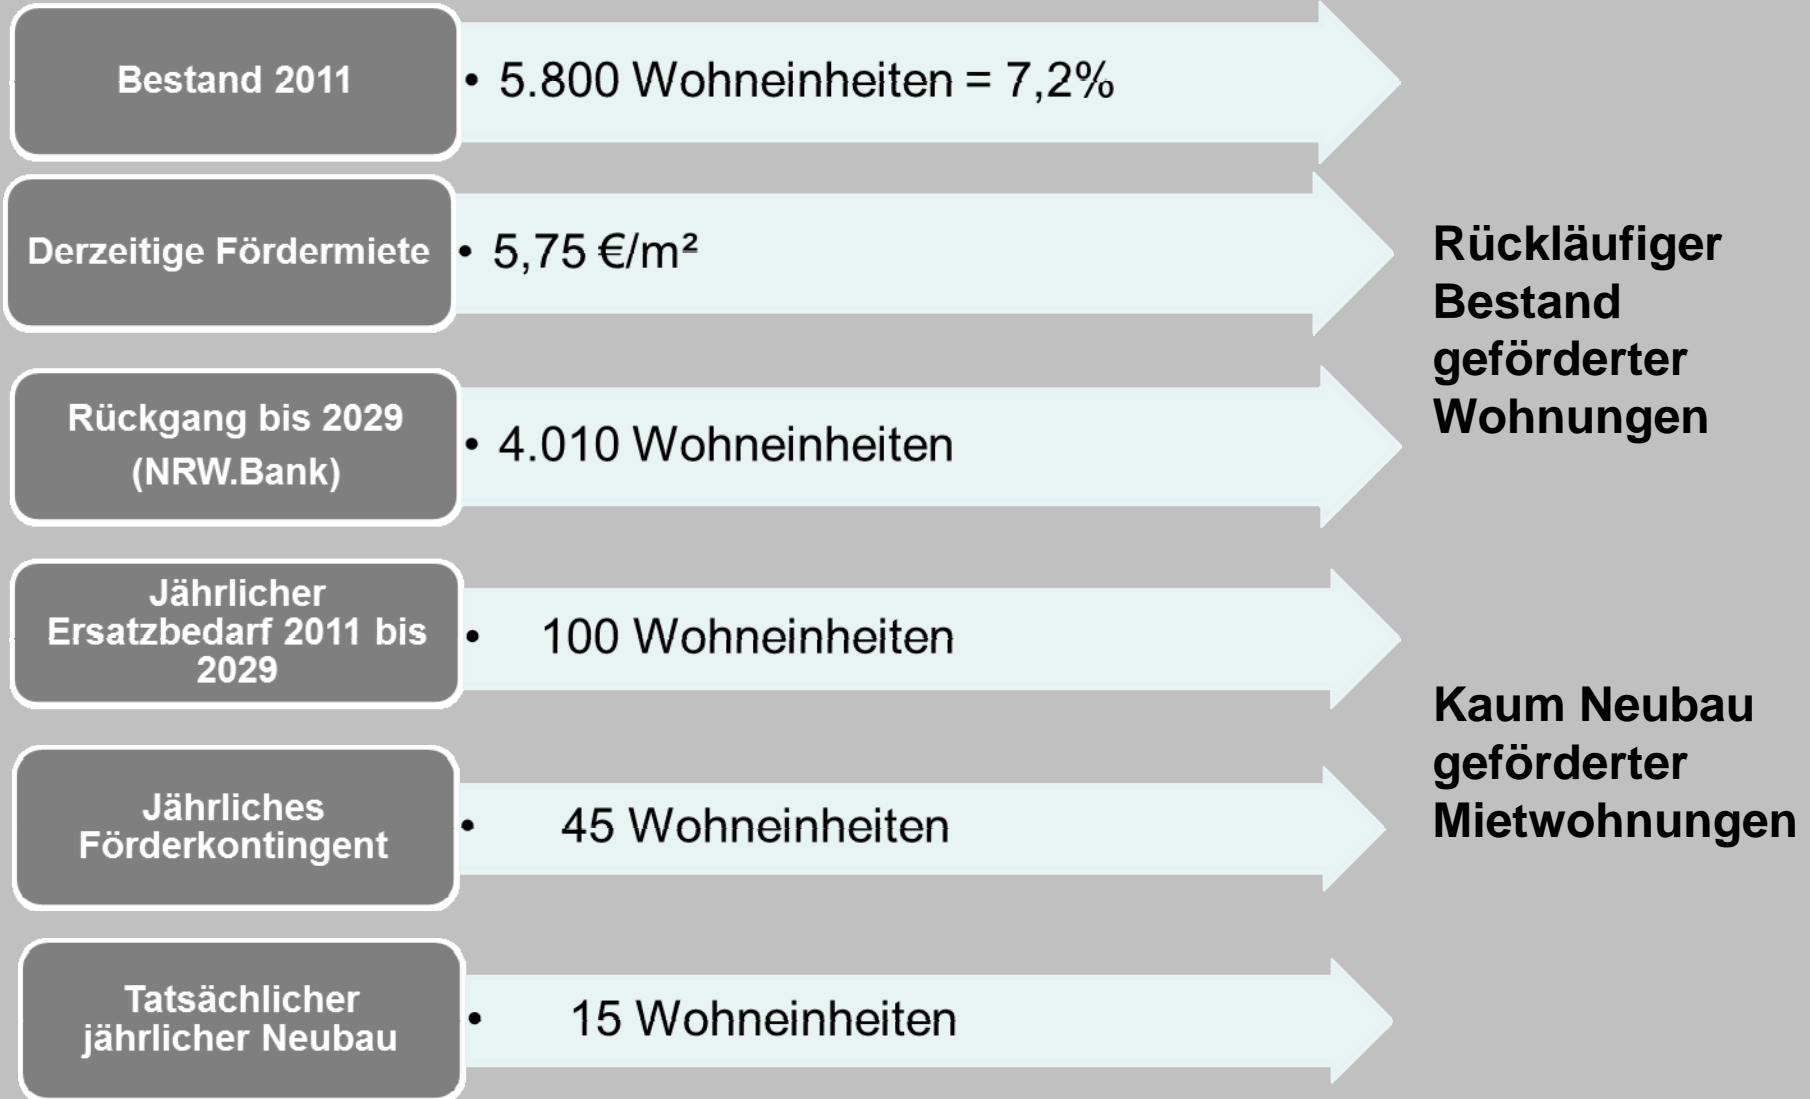 Bestand 2011
• 5.800 Wohneinheiten = 7,2%
Derzeitige Fördermiete
• 5,75 €/m²
Rückgang bis 2029
(NRW.Bank)
• 4.010 Wohneinheiten
Rückläufiger
Bestand
geförderter
Wohnungen
Jährlicher
Ersatzbedarf 2011 bis
2029
• 100 Wohneinheiten
Jährliches
Förderkontingent
• 45 Wohneinheiten
Tatsächlicher
jährlicher Neubau
• 15 Wohneinheiten
Kaum Neubau
geförderter
Mietwohnungen